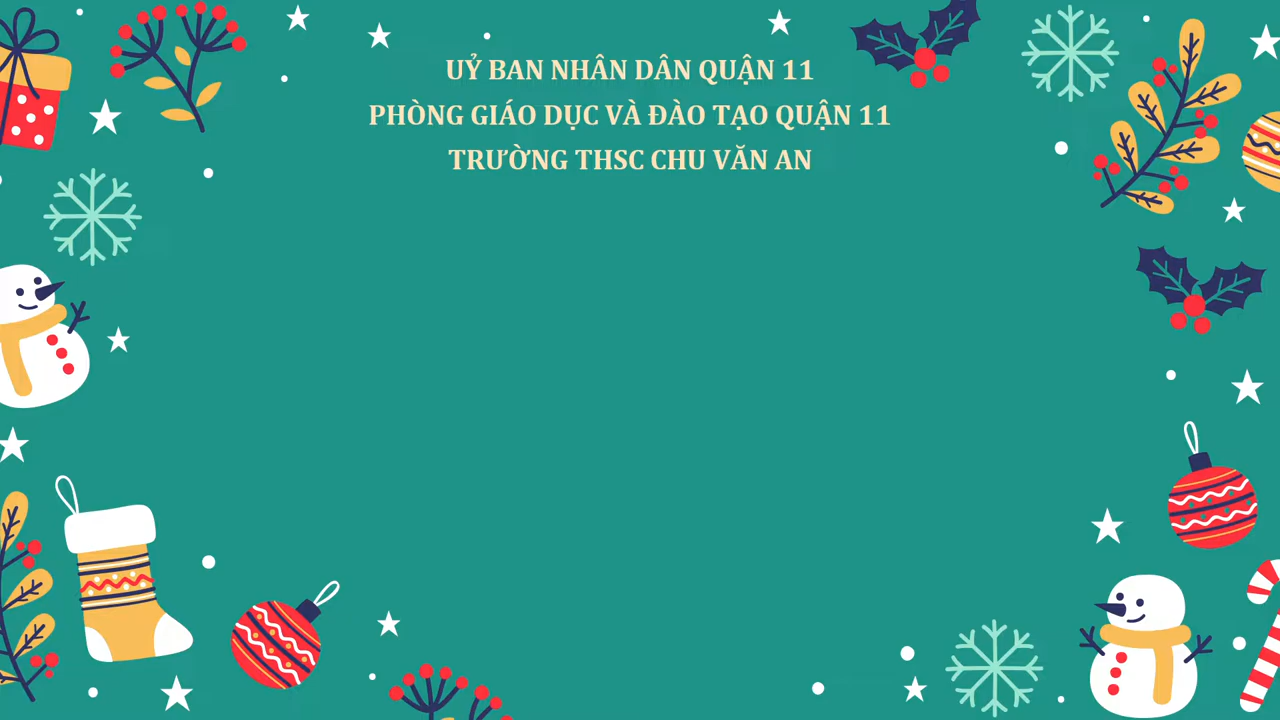 UỶ BAN NHÂN DÂN QUẬN 11
PHÒNG GIÁO DỤC VÀ ĐÀO TẠO QUẬN 11
TRƯỜNG THSC CHU VĂN AN